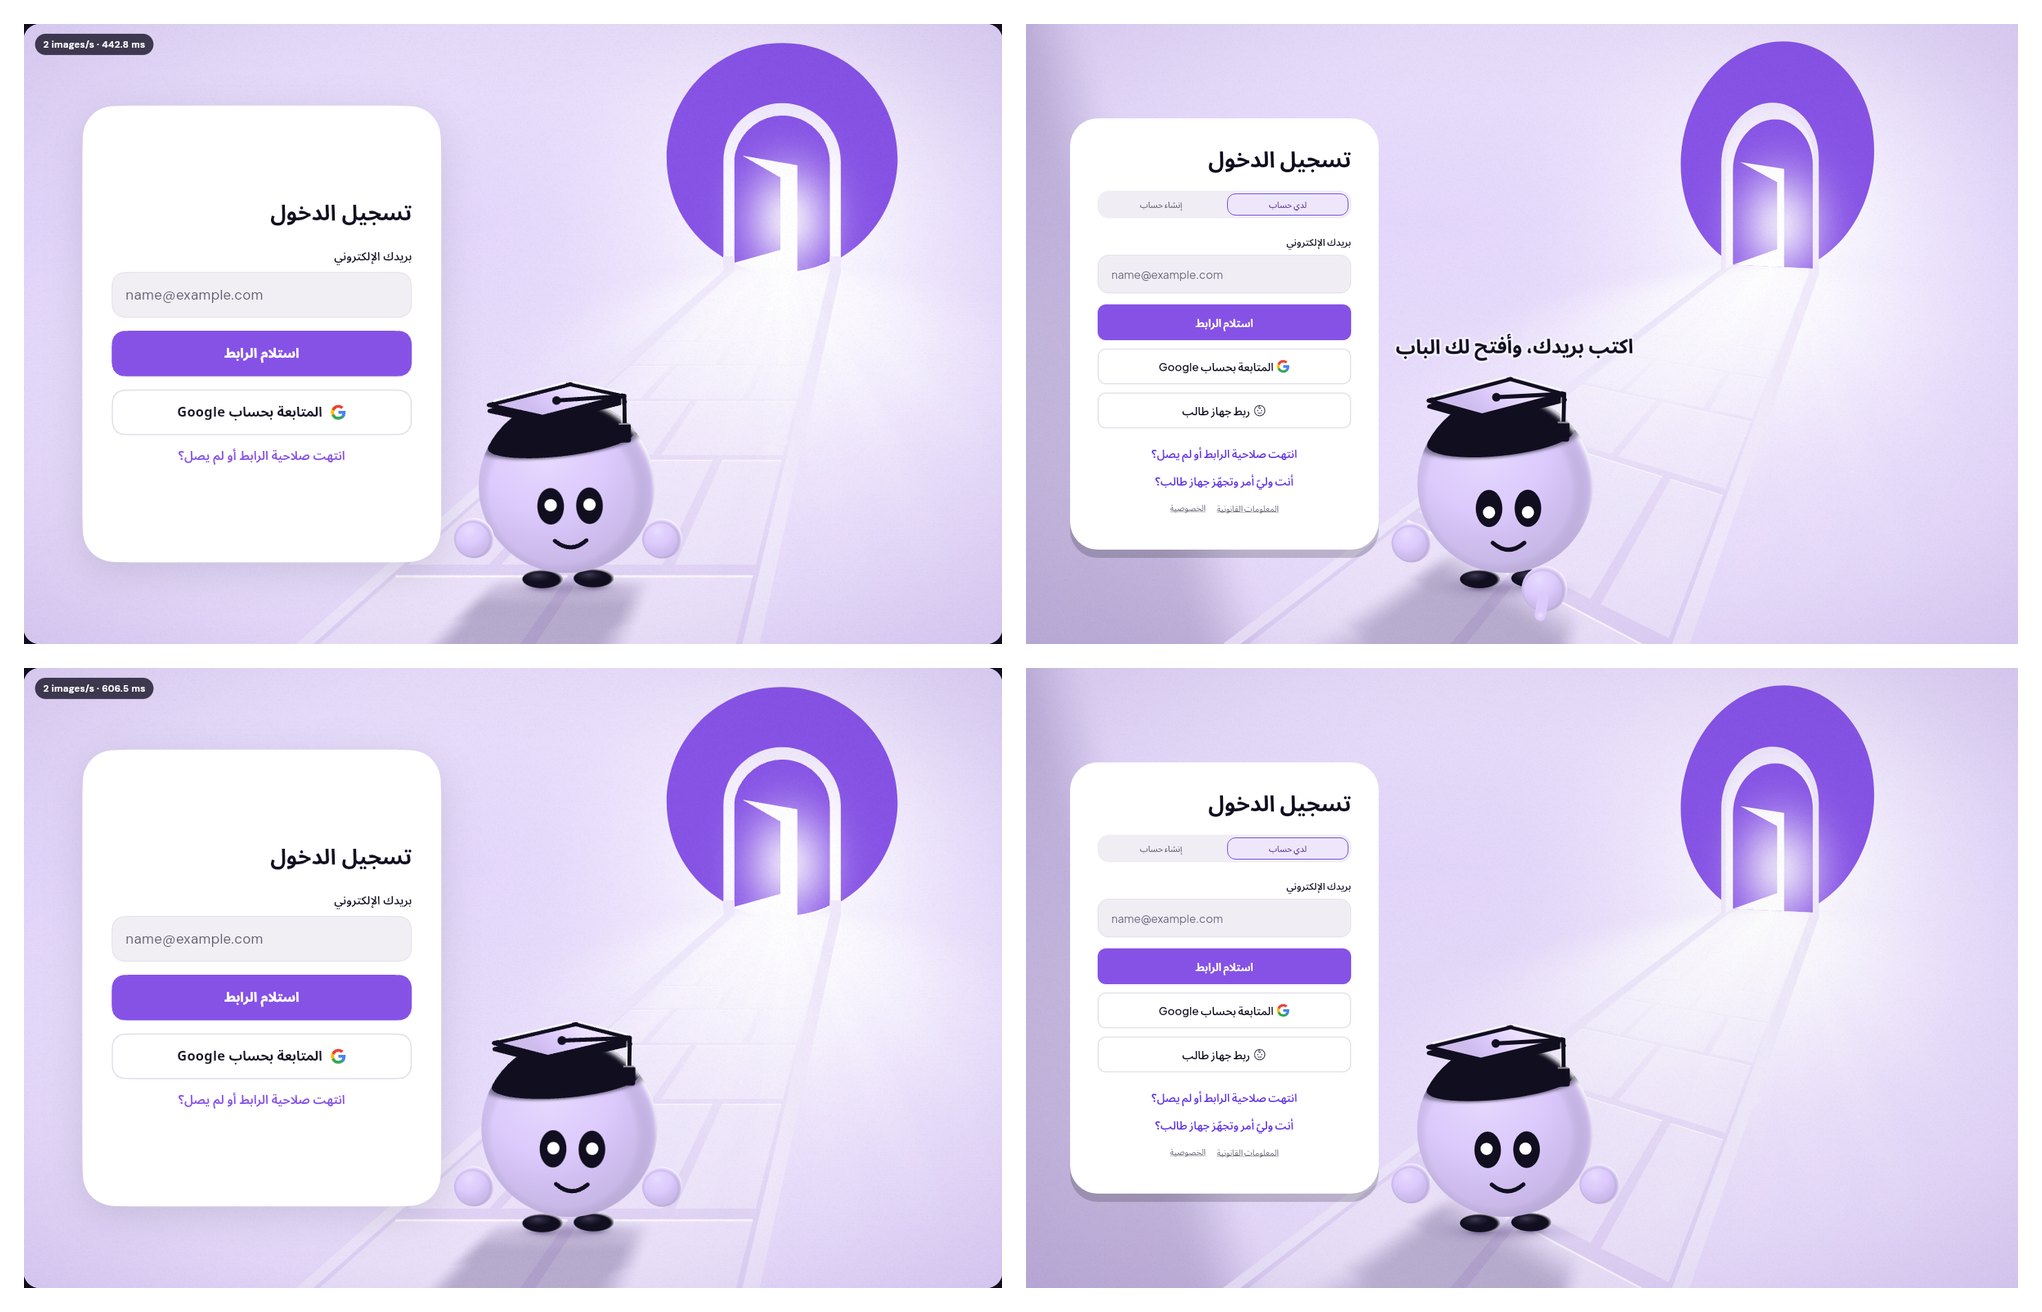 2 images/s · 442.8 ms
تسجيل الدخول
بريدك الإلكتروني
name@example.com
استلام الرابط
المتابعة بحساب Google
انتهت صلاحية الرابط أو لم يصل؟
تسجيل الدخول
لدي حساب
إنشاء حساب
بريدك الإلكتروني
name@example.com
استلام الرابط
المتابعة بحساب Google
ربط جهاز طالب
انتهت صلاحية الرابط أو لم يصل؟
أنت وليّ أمر وتجهّز جهاز طالب؟
المعلومات القانونية الخصوصية
اكتب بريدك، وأفتح لك الباب
2 images/s · 606.5 ms
تسجيل الدخول
بريدك الإلكتروني
name@example.com
استلام الرابط
المتابعة بحساب Google
انتهت صلاحية الرابط أو لم يصل؟
تسجيل الدخول
لدي حساب
إنشاء حساب
بريدك الإلكتروني
name@example.com
استلام الرابط
المتابعة بحساب Google
ربط جهاز طالب
انتهت صلاحية الرابط أو لم يصل؟
أنت وليّ أمر وتجهّز جهاز طالب؟
المعلومات القانونية الخصوصية